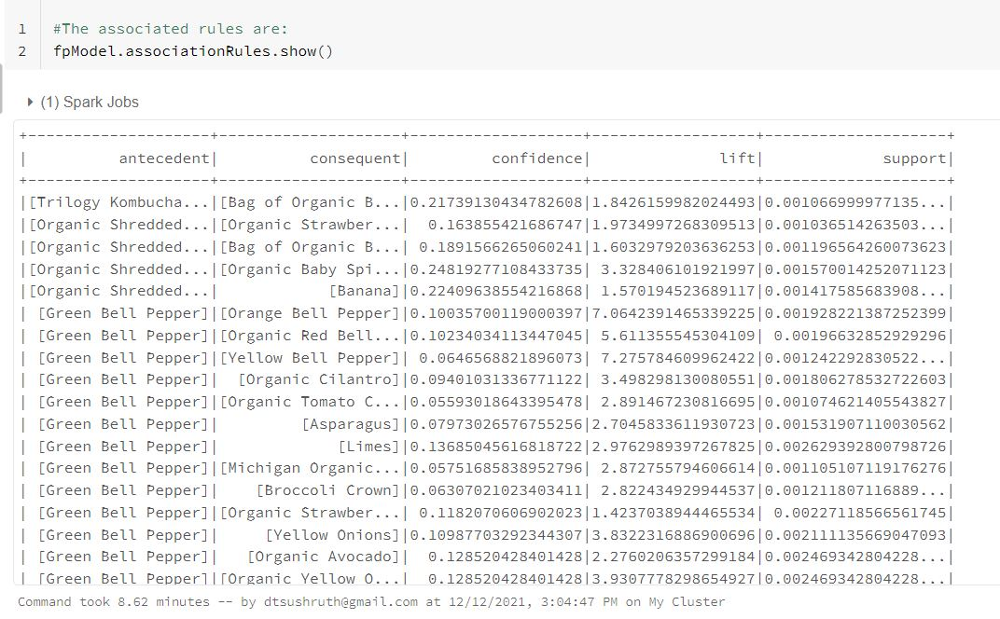 1 #The associated rules are:
2 fpModel.associationRules.show()
(1) Spark Jobs
+--------------------+--------------------+-------------------+------------------+--------------------+
| antecedent| consequent| confidence| lift| support|
+--------------------+--------------------+-------------------+------------------+--------------------+
|[Trilogy Kombucha...|[Bag of Organic B...|0.21739130434782608|1.8426159982024493|0.001066999977135...|
|[Organic Shredded...|[Organic Strawber...| 0.163855421686747|1.9734997268309513|0.001036514263503...|
|[Organic Shredded...|[Bag of Organic B...| 0.1891566265060241|1.6032979203636253|0.0011965642600736​23|
|[Organic Shredded...|[Organic Baby Spi...|0.24819277108433735| 3.328406101921997|0.001570014252071123|
|[Organic Shredded...| [Banana]|0.22409638554216868| 1.570194523689117|0.001417585683908...|
| [Green Bell Pepper]|[Orange Bell Pepper]|0.10035700119000397|7.0642391465339225|0.001928221387252399|
| [Green Bell Pepper]|[Organic Red Bell...|0.10234034113447045| 5.611355545304109| 0.00196632852929296|
| [Green Bell Pepper]|[Yellow Bell Pepper]| 0.0646568821896073| 7.275784609962422|0.001242292830522...|
| [Green Bell Pepper]| [Organic Cilantro]|0.09401031336771122| 3.498298130080551|0.001806278532722603|
| [Green Bell Pepper]|[Organic Tomato C...|0.05593018643395478| 2.891467230816695|0.001074621405543827|
| [Green Bell Pepper]| [Asparagus]|0.07973026576755256|2.7045833611930723|0.001531907110030562|
| [Green Bell Pepper]| [Limes]|0.13685045616818722|2.9762989397267825|0.002629392800798726|
| [Green Bell Pepper]|[Michigan Organic...|0.05751685838952796| 2.872755794606614|0.001105107119176276|
| [Green Bell Pepper]| [Broccoli Crown]|0.06307021023403411| 2.822434929944537|0.001211807116889...|
| [Green Bell Pepper]|[Organic Strawber...| 0.1182070606902023|1.4237038944465534| 0.00227118566561745|
| [Green Bell Pepper]| [Yellow Onions]|0.10987703292344307|3.8322316886900696|0.002111135669047093|
| [Green Bell Pepper]| [Organic Avocado]| 0.128520428401428|2.2760206357299184|0.002469342804228...|
| [Green Bell Pepper]|[Organic Yellow O...| 0.128520428401428|3.9307778298654927|0.002469342804228...|
Command took 8.62 minutes -- by dtsushruth@gmail.com at 12/12/2021, 3:04:47 PM on My Cluster